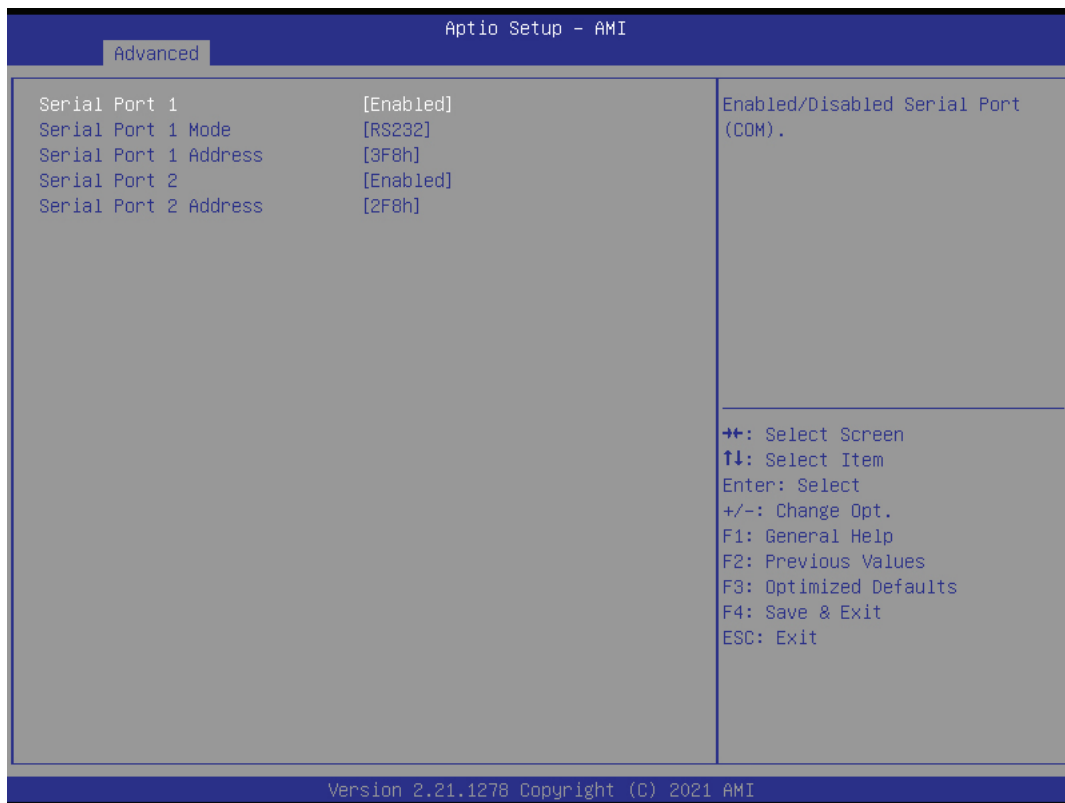 Aptio Setup – AMI
Advanced
Serial Port 1 [Enabled]
Serial Port 1 Mode [RS232]
Serial Port 1 Address [3F8h]
Serial Port 2 [Enabled]
Serial Port 2 Address [2F8h]
Enabled/Disabled Serial Port
(COM).
→←: Select Screen
↑↓: Select Item
Enter: Select
+/-: Change Opt.
F1: General Help
F2: Previous Values
F3: Optimized Defaults
F4: Save & Exit
ESC: Exit
Version 2.21.1278 Copyright (C) 2021 AMI